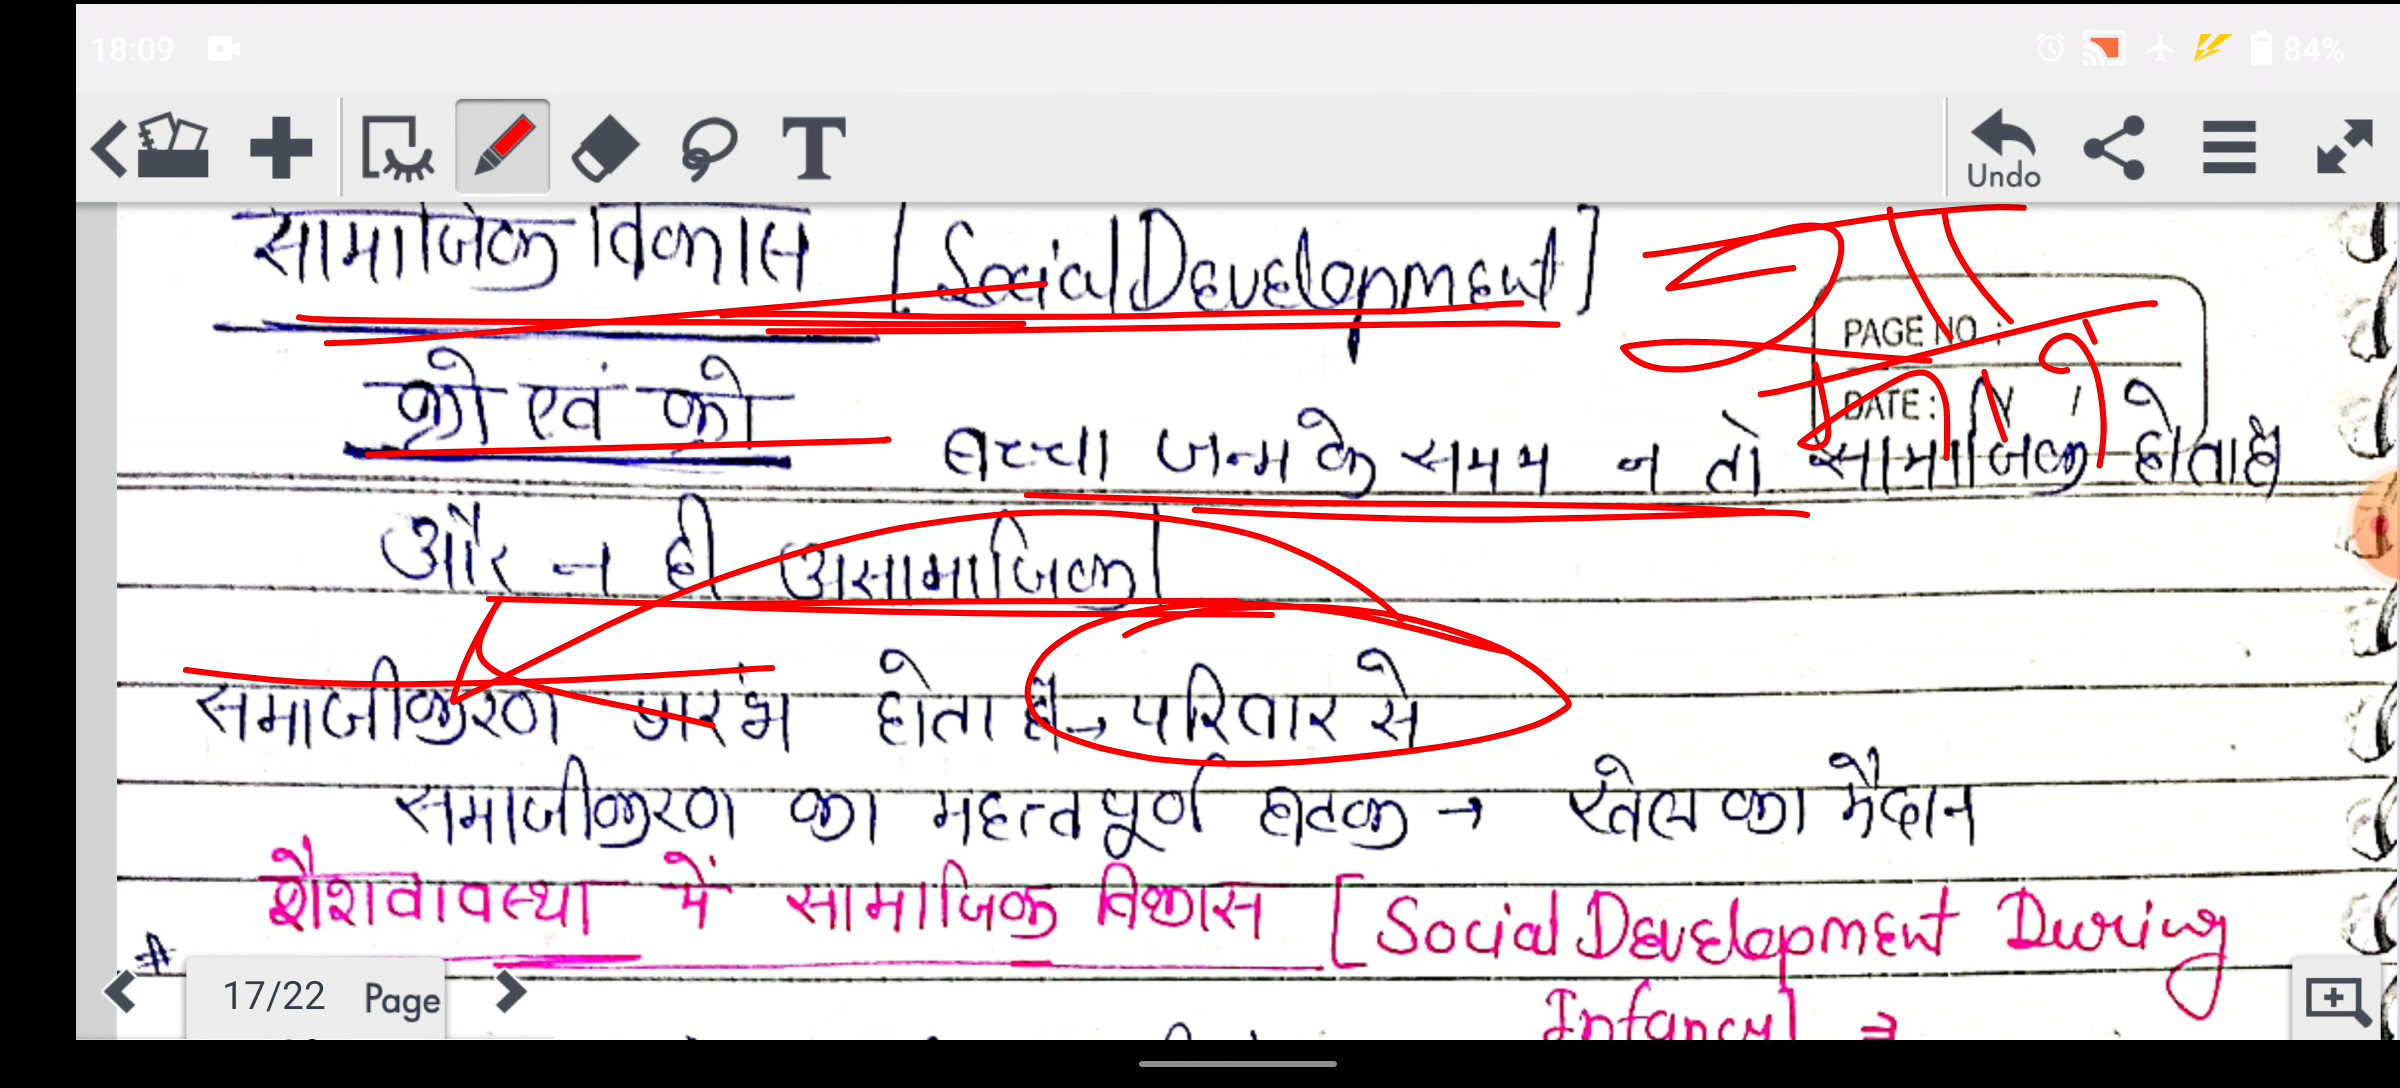 18:09 84%
Undo
सामाजिक विकास [Social Development]
PAGE NO.:
DATE:
को एवं को
बच्चा जन्म के समय न तो सामाजिक होता है
और न ही असामाजिक।
समाजीकरण प्रारंभ होता है → परिवार से
समाजीकरण का महत्वपूर्ण घटक → खेल का मैदान
शैशवावस्था में सामाजिक विकास [Social Development During
Infancy] ⇒
17/22 Page